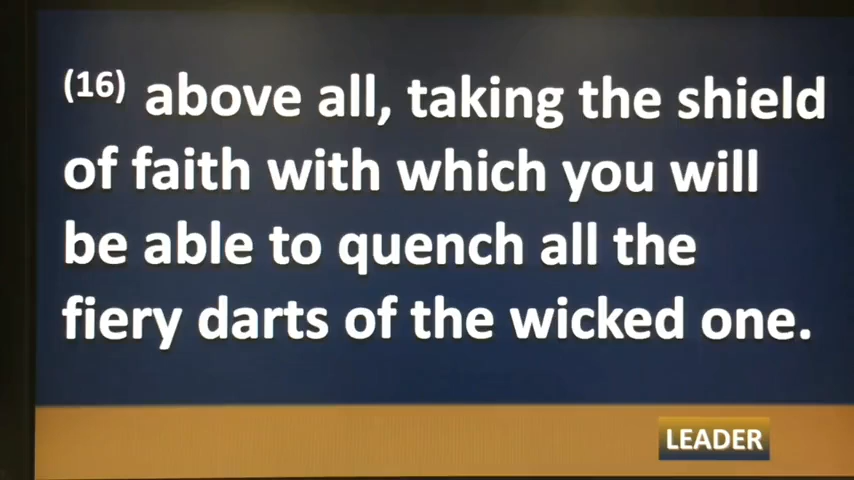 (16) above all, taking the shield
of faith with which you will
be able to quench all the
fiery darts of the wicked one.
LEADER